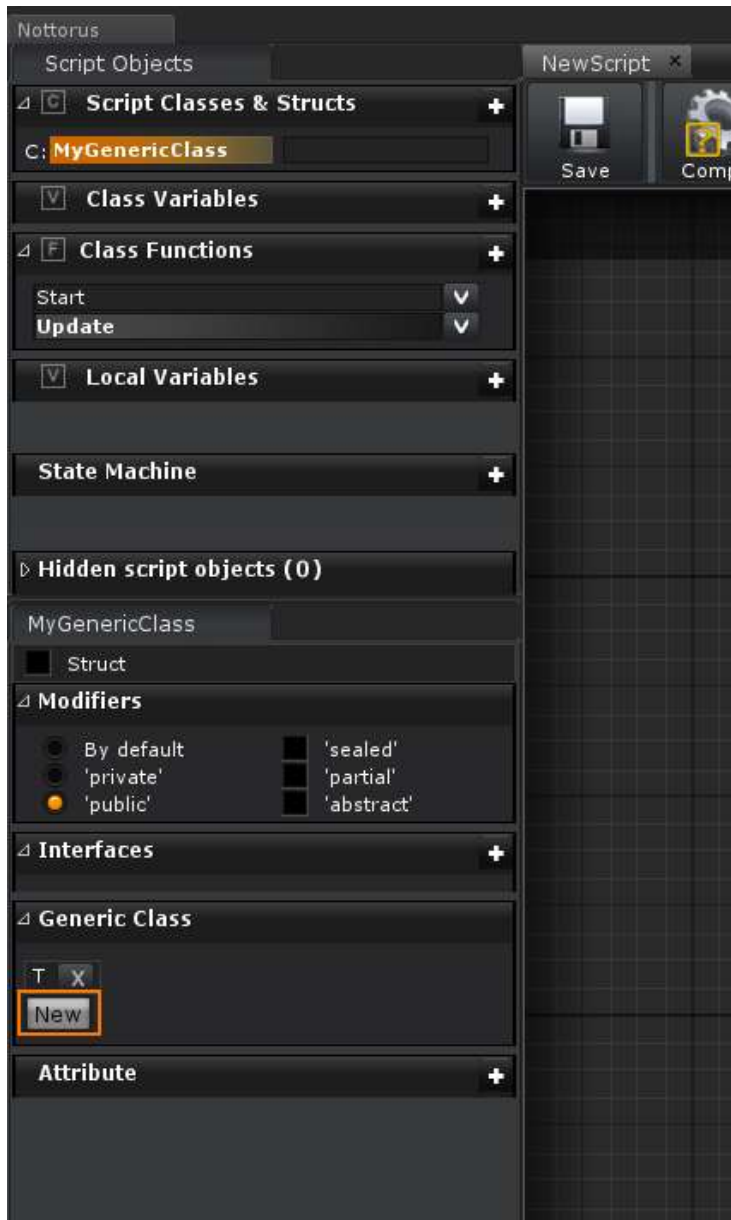 Nottorus
Script Objects
NewScript ×
C Script Classes & Structs +
C: MyGenericClass
Save
V Class Variables +
F Class Functions +
Start V
Update V
V Local Variables +
State Machine +
Hidden script objects (0)
MyGenericClass
Struct
Modifiers
By default 'sealed'
'private' 'partial'
'public' 'abstract'
Interfaces +
Generic Class
T X
New
Attribute +